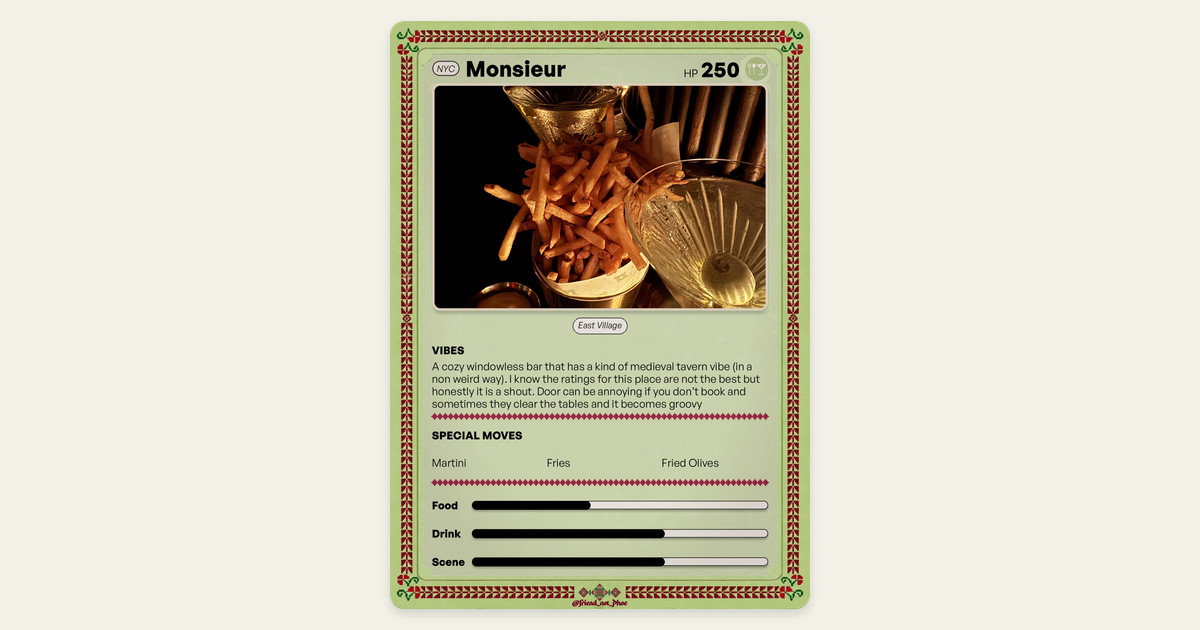 NYC Monsieur HP 250
East Village
VIBES
A cozy windowless bar that has a kind of medieval tavern vibe (in a
non weird way). I know the ratings for this place are not the best but
honestly it is a shout. Door can be annoying if you don't book and
sometimes they clear the tables and it becomes groovy
SPECIAL MOVES
Martini Fries Fried Olives
Food
Drink
Scene
@friend_not_phoe